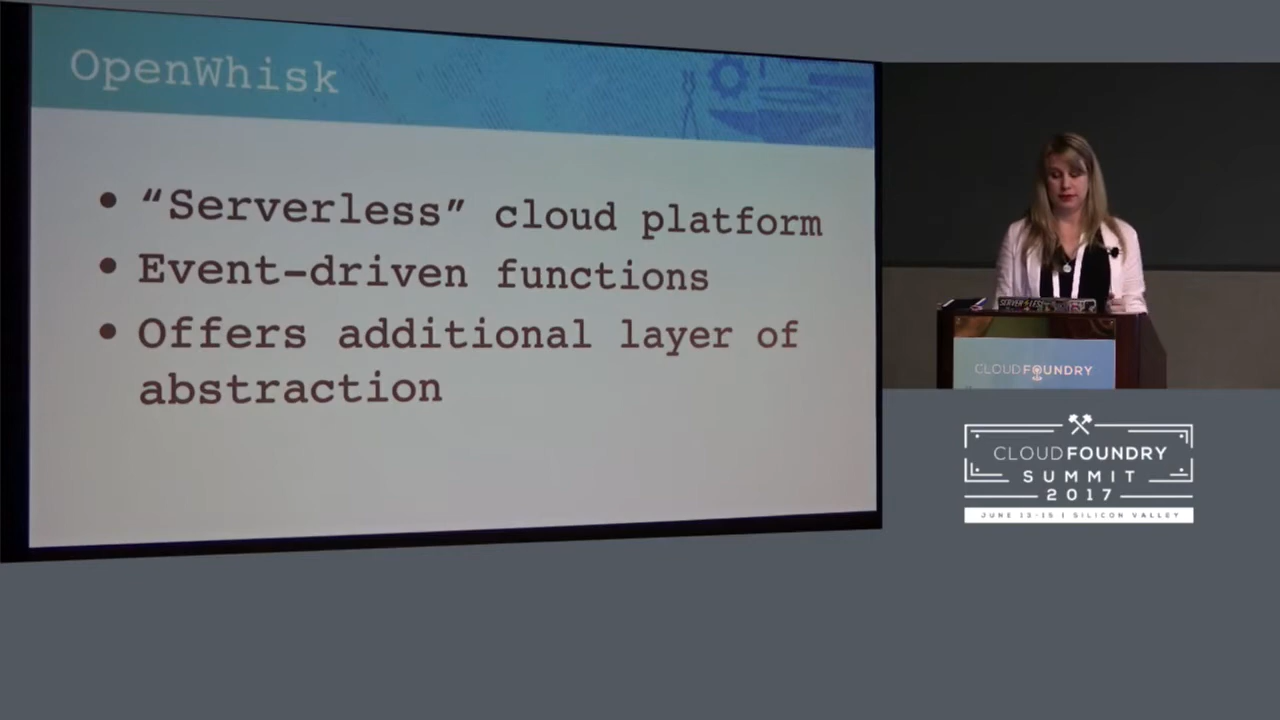 OpenWhisk
• “Serverless” cloud platform
• Event-driven functions
• Offers additional layer of
abstraction
SERVERLESS
CLOUDFOUNDRY
CLOUDFOUNDRY
SUMMIT
2017
JUNE 13-15 | SILICON VALLEY